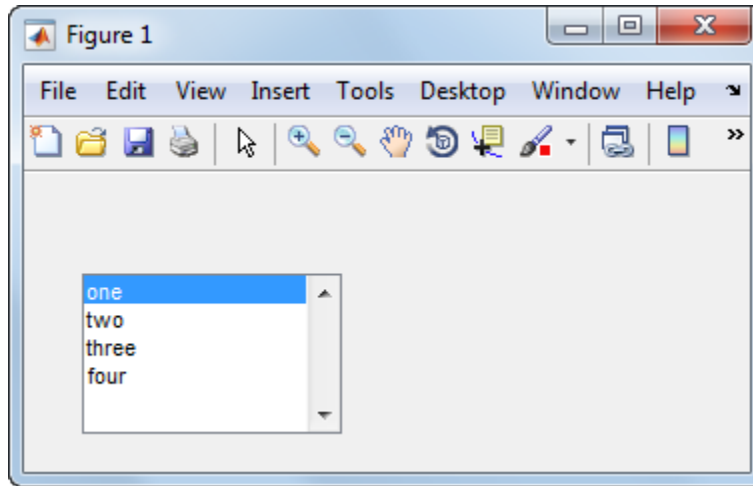 Figure 1
File Edit View Insert Tools Desktop Window Help
one
two
three
four